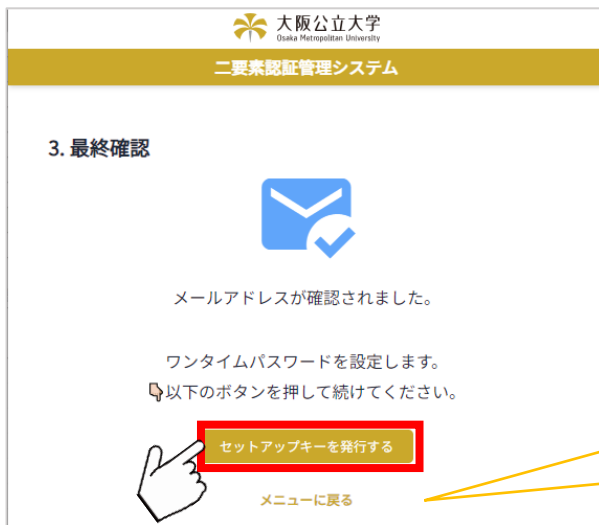 大阪公立大学
Osaka Metropolitan University
二要素認証管理システム
3. 最終確認
メールアドレスが確認されました。
ワンタイムパスワードを設定します。
👇以下のボタンを押して続けてください。
セットアップキーを発行する
メニューに戻る